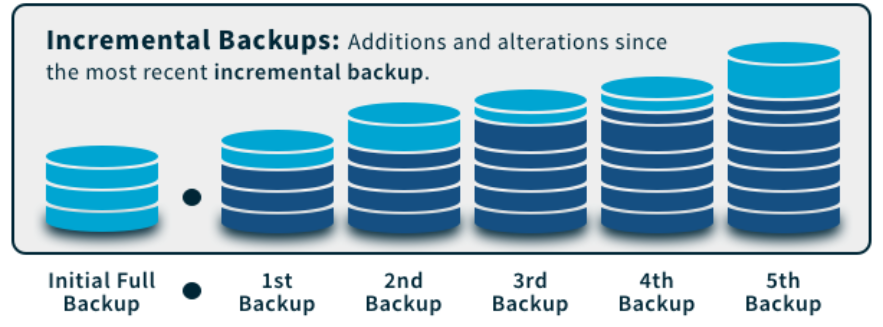 Incremental Backups: Additions and alterations since
the most recent incremental backup.
Initial Full
Backup
1st
Backup
2nd
Backup
3rd
Backup
4th
Backup
5th
Backup